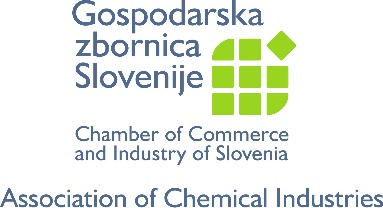 Gospodarska
zbornica
Slovenije
Chamber of Commerce
and Industry of Slovenia
Association of Chemical Industries